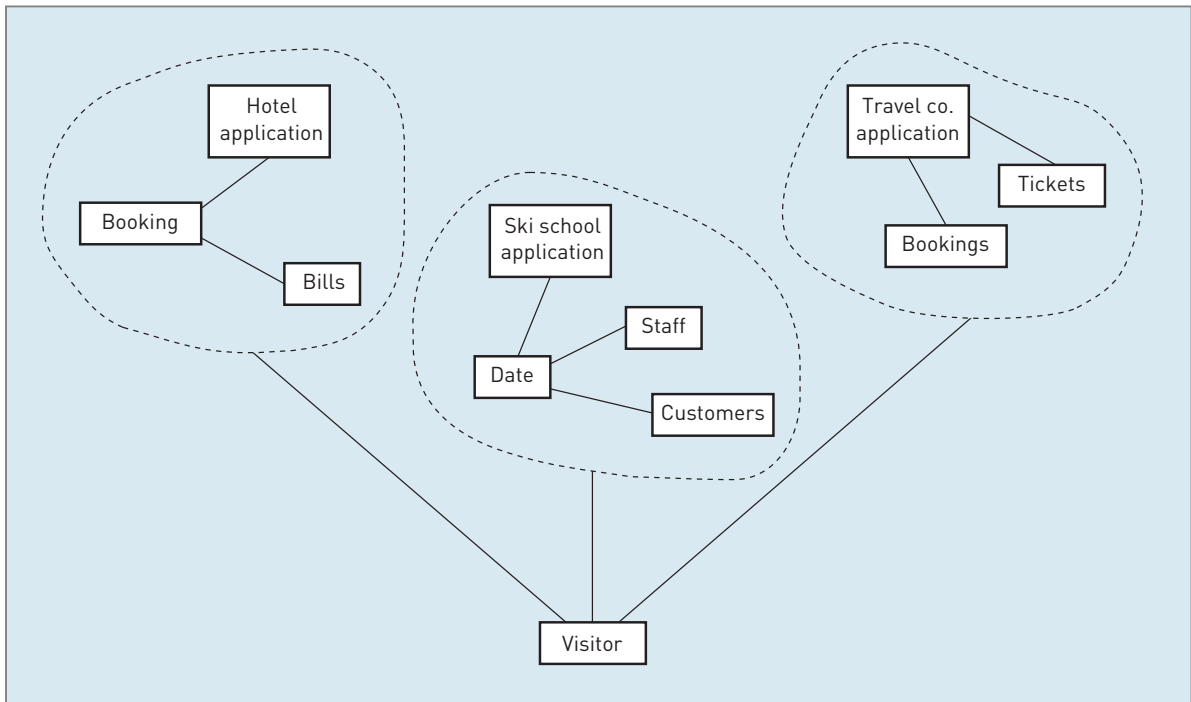 Hotel
application
Booking
Bills
Ski school
application
Staff
Date
Customers
Travel co.
application
Tickets
Bookings
Visitor